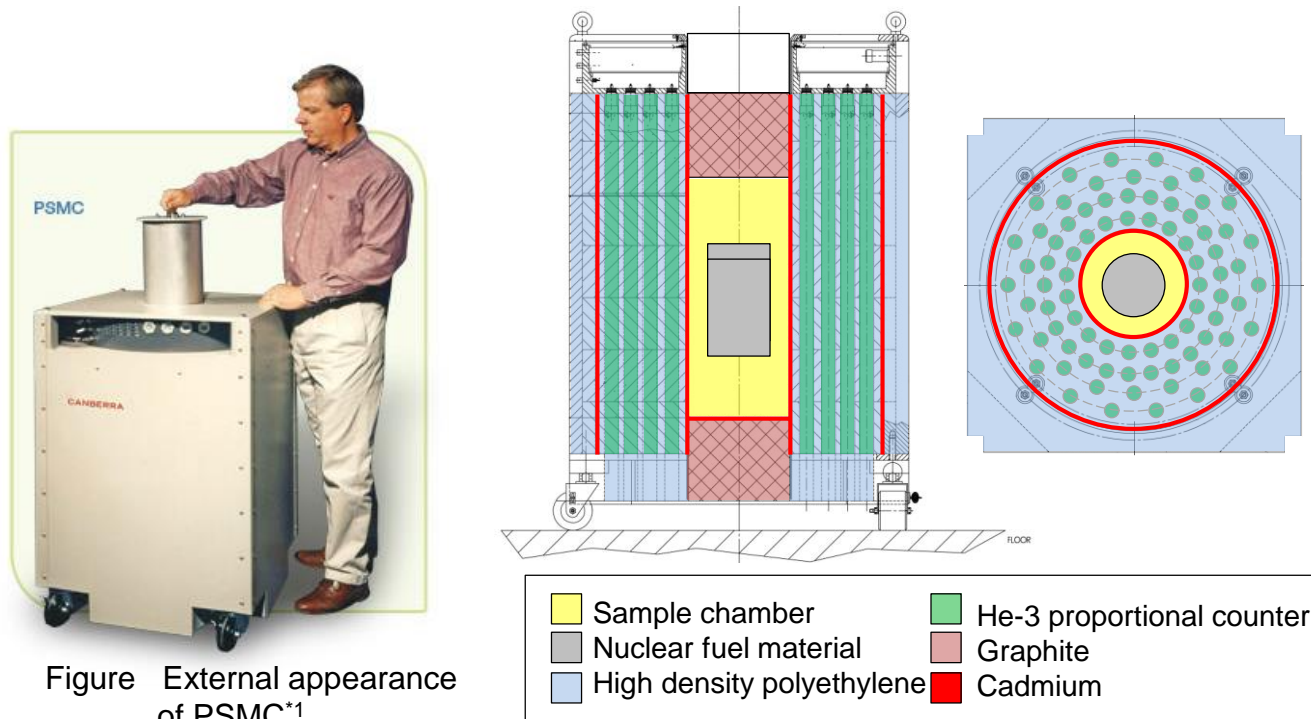 PSMC
CANBERRA
Figure External appearance
of PSMC*1
FLOOR
Sample chamber
Nuclear fuel material
High density polyethylene
He-3 proportional counter
Graphite
Cadmium